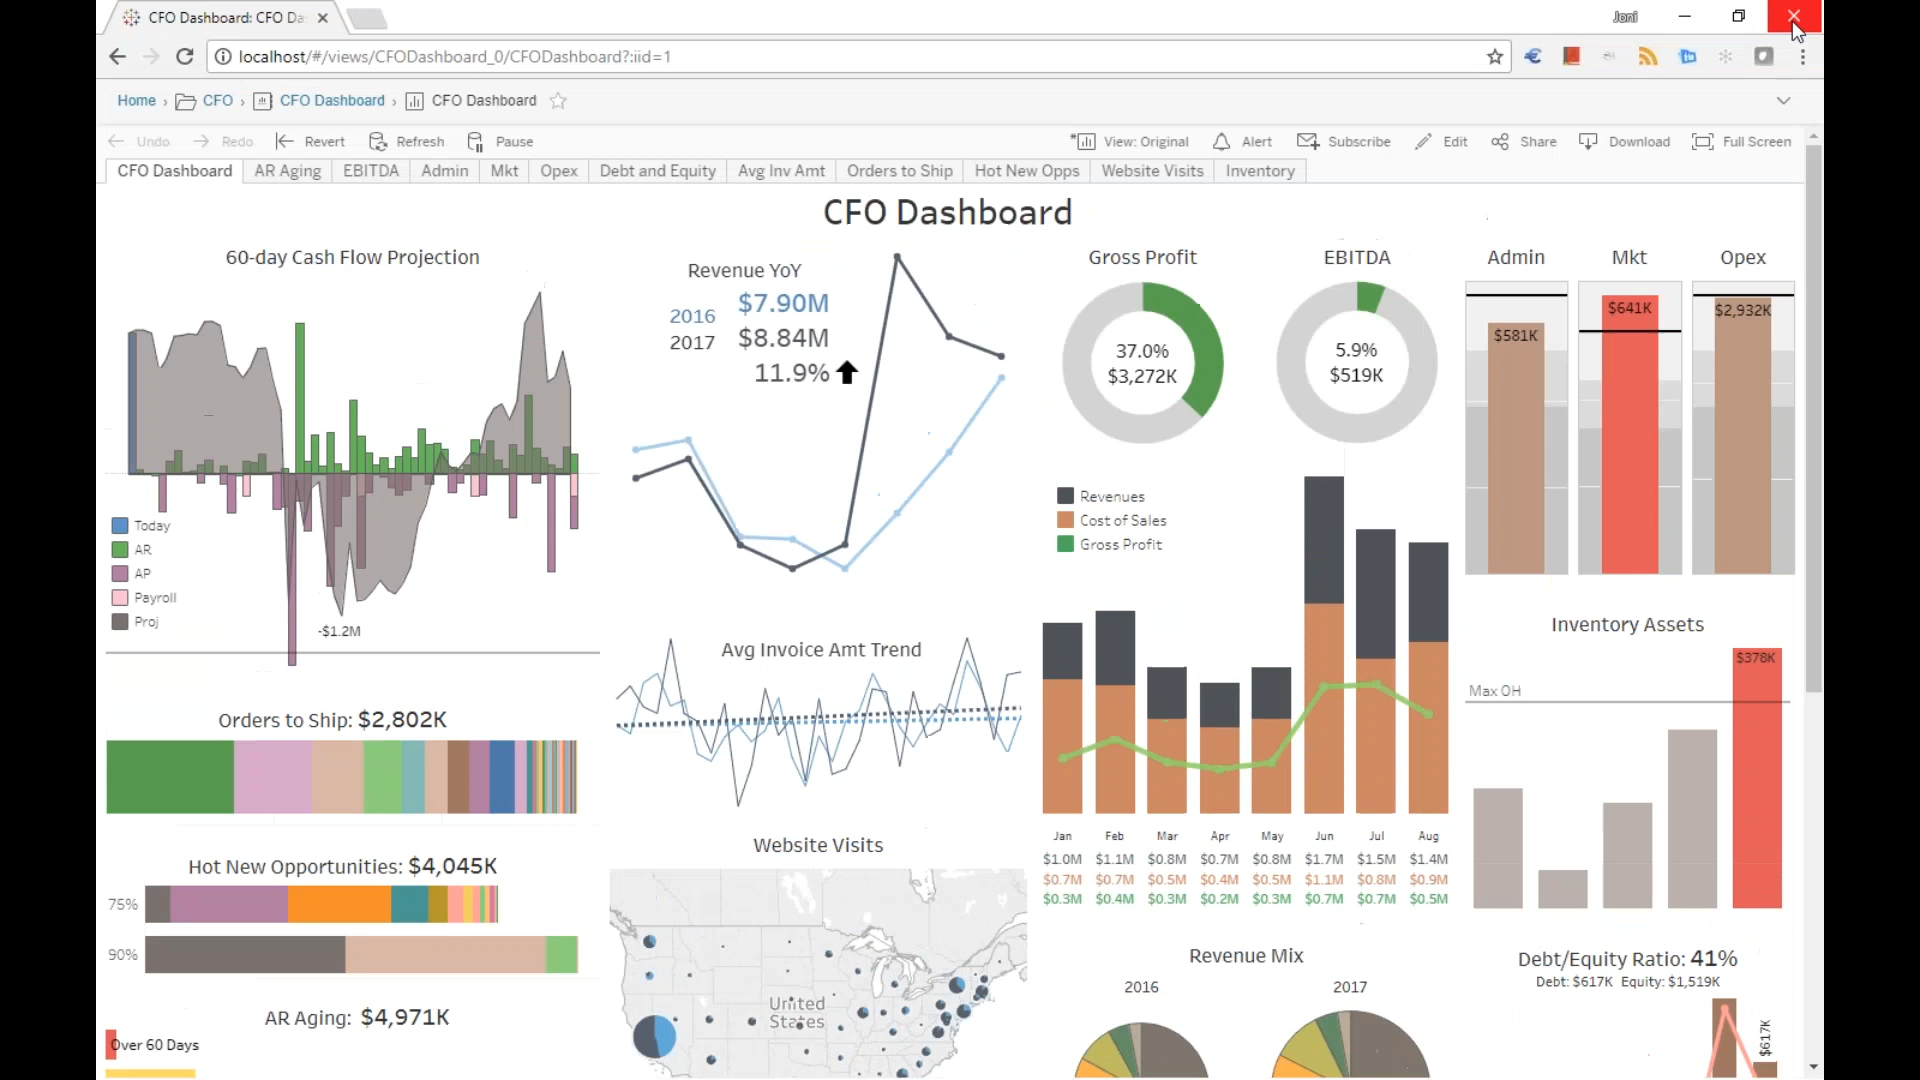 CFO Dashboard: CFO Da
Joni
localhost/#/views/CFODashboard_0/CFODashboard?:iid=1
Home › CFO › CFO Dashboard › CFO Dashboard
Undo Redo Revert Refresh Pause View: Original Alert Subscribe Edit Share Download Full Screen
CFO Dashboard AR Aging EBITDA Admin Mkt Opex Debt and Equity Avg Inv Amt Orders to Ship Hot New Opps Website Visits Inventory
CFO Dashboard
60-day Cash Flow Projection
Today
AR
AP
Payroll
Proj
-$1.2M
Orders to Ship: $2,802K
Hot New Opportunities: $4,045K
75%
90%
AR Aging: $4,971K
Over 60 Days
Revenue YoY
2016 $7.90M
2017 $8.84M
11.9%
Avg Invoice Amt Trend
Website Visits
United
States
Gross Profit
37.0%
$3,272K
EBITDA
5.9%
$519K
Revenues
Cost of Sales
Gross Profit
Jan Feb Mar Apr May Jun Jul Aug
$1.0M $1.1M $0.8M $0.7M $0.8M $1.7M $1.5M $1.4M
$0.7M $0.7M $0.5M $0.4M $0.5M $1.1M $0.8M $0.9M
$0.3M $0.4M $0.3M $0.2M $0.3M $0.7M $0.7M $0.5M
Revenue Mix
2016 2017
Admin Mkt Opex
$581K $641K $2,932K
Inventory Assets
$378K
Max OH
Debt/Equity Ratio: 41%
Debt: $617K Equity: $1,519K
$617K